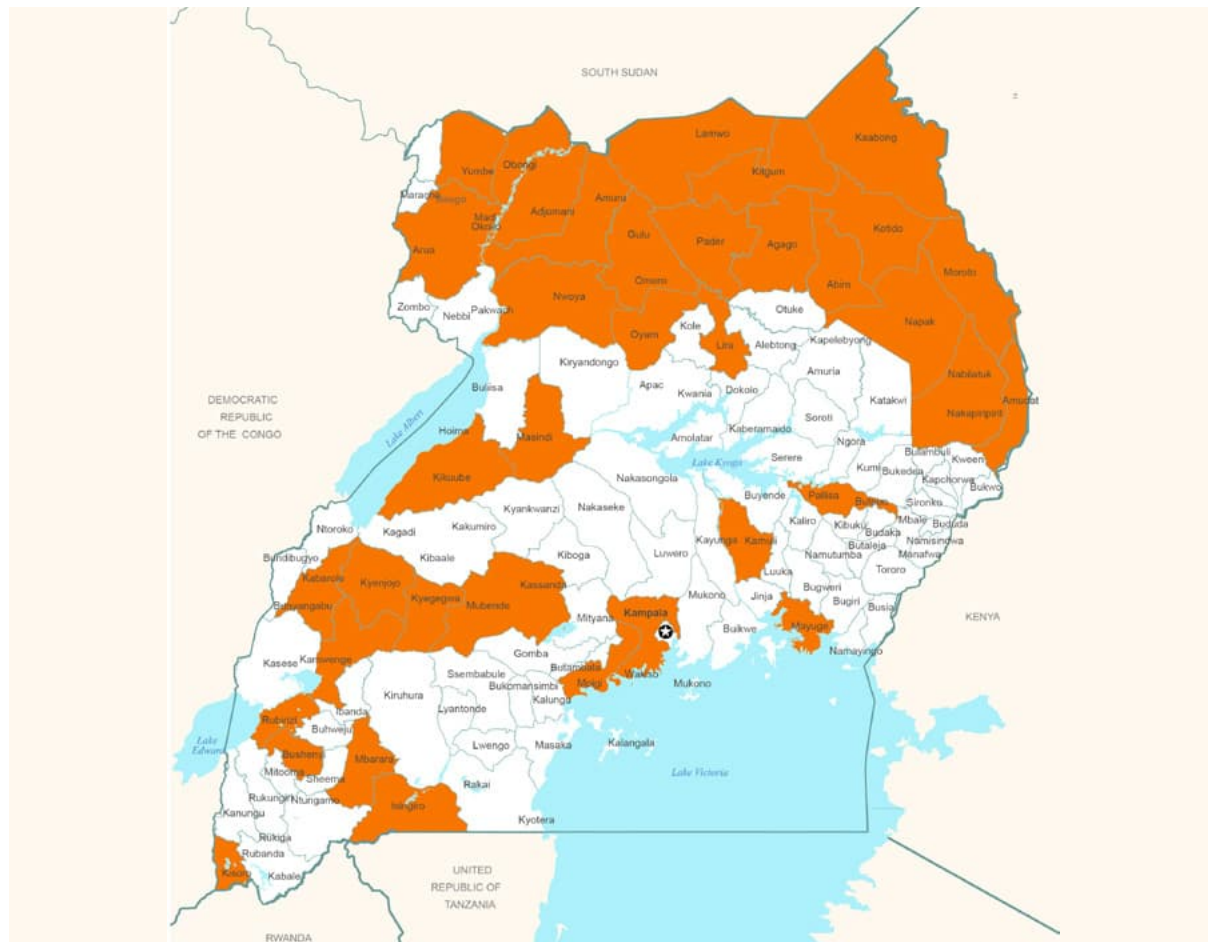 SOUTH SUDAN
Kaabong
Lamwo
Kitgum
Obongi
Yumbe
Maracha
Adjumani
Amuru
Madi
Okollo
Arua
Gulu
Pader
Agago
Kotido
Moroto
Omoro
Abim
Nwoya
Zombo
Nebbi
Pakwach
Otuke
Napak
Kole
Oyam
Lira
Alebtong
Kapelebyong
Kiryandongo
Amuria
Nabilatuk
Buliisa
Apac
Kwania
Dokolo
Katakwi
Amudat
Nakapiripirit
DEMOCRATIC
REPUBLIC
OF THE CONGO
Lake Albert
Hoima
Masindi
Amolatar
Kaberamaido
Soroti
Ngora
Lake Kyoga
Serere
Kumi
Bukedea
Bulambuli
Kween
Kapchorwa
Bukwo
Kikuube
Nakasongola
Buyende
Pallisa
Sironko
Ntoroko
Kagadi
Kakumiro
Kyankwanzi
Nakaseke
Kayunga
Kamuli
Kaliro
Kibuku
Budaka
Mbale
Bududa
Namisindwa
Manafwa
Butaleja
Namutumba
Tororo
Bundibugyo
Kibaale
Kiboga
Luwero
Luuka
Bugweri
Bugiri
Busia
Kabarole
Kyenjojo
Kyegegwa
Mubende
Kassanda
Bunyangabu
Mityana
Kampala
Mukono
Jinja
Mayuge
KENYA
Buikwe
Namayingo
Kasese
Kamwenge
Gomba
Butambala
Mpigi
Wakiso
Mukono
Ssembabule
Bukomansimbi
Kalungu
Kiruhura
Lyantonde
Ibanda
Rubirizi
Buhweju
Lake
Edward
Lwengo
Masaka
Kalangala
Lake Victoria
Bushenyi
Mbarara
Mitooma
Sheema
Rakai
Rukungiri
Ntungamo
Isingiro
Kanungu
Kyotera
Rukiga
Rubanda
Kisoro
Kabale
UNITED
REPUBLIC OF
TANZANIA
RWANDA